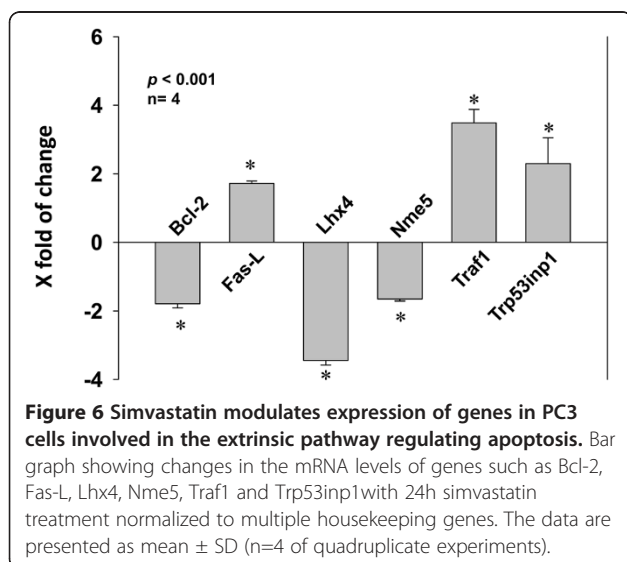 6
p < 0.001
n= 4
4
2
0
-2
-4
X fold of change
Bcl-2
*
Fas-L
*
Lhx4
*
Nme5
*
Traf1
*
Trp53inp1
*
Figure 6 Simvastatin modulates expression of genes in PC3
cells involved in the extrinsic pathway regulating apoptosis. Bar
graph showing changes in the mRNA levels of genes such as Bcl-2,
Fas-L, Lhx4, Nme5, Traf1 and Trp53inp1with 24h simvastatin
treatment normalized to multiple housekeeping genes. The data are
presented as mean ± SD (n=4 of quadruplicate experiments).